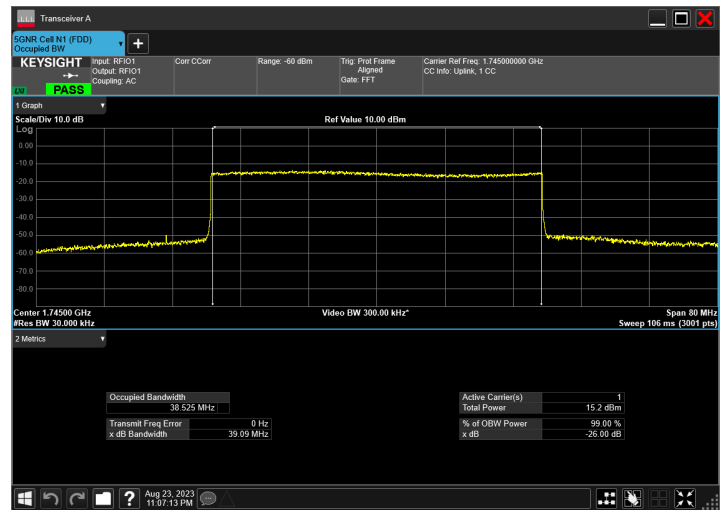 Transceiver A
5GNR Cell N1 (FDD)
Occupied BW
KEYSIGHT
LNI
PASS
Input: RFIO1
Output: RFIO1
Coupling: AC
Corr CCorr
Range: -60 dBm
Trig: Prot Frame
Aligned
Gate: FFT
Carrier Ref Freq: 1.745000000 GHz
CC Info: Uplink, 1 CC
1 Graph
Scale/Div 10.0 dB
Ref Value 10.00 dBm
Log
0.00
-10.0
-20.0
-30.0
-40.0
-50.0
-60.0
-70.0
-80.0
Center 1.74500 GHz
Video BW 300.00 kHz*
Span 80 MHz
#Res BW 30.000 kHz
Sweep 106 ms (3001 pts)
2 Metrics
Occupied Bandwidth
38.525 MHz
Transmit Freq Error 0 Hz
x dB Bandwidth 39.09 MHz
Active Carrier(s) 1
Total Power 15.2 dBm
% of OBW Power 99.00 %
x dB -26.00 dB
Aug 23, 2023
11:07:13 PM